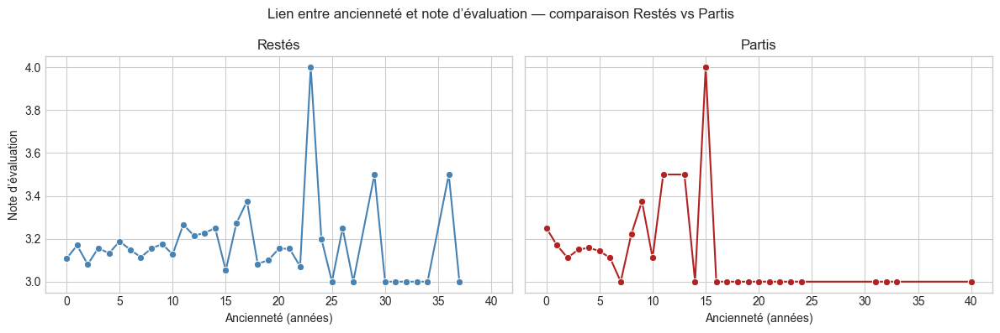 Lien entre ancienneté et note d’évaluation — comparaison Restés vs Partis
Restés
Partis
Note d’évaluation
4.0
3.8
3.6
3.4
3.2
3.0
0 5 10 15 20 25 30 35 40
0 5 10 15 20 25 30 35 40
Ancienneté (années)
Ancienneté (années)